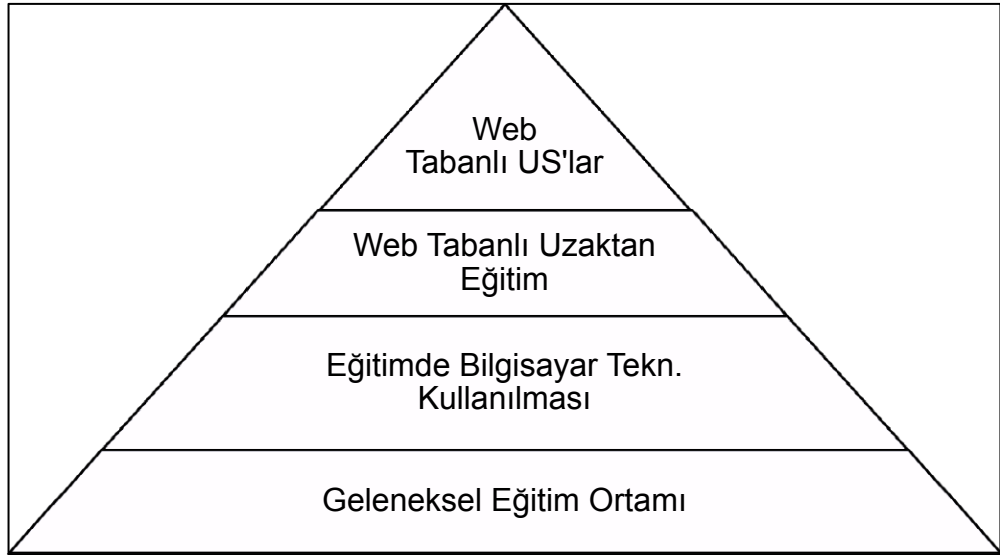 Web
Tabanlı US'lar
Web Tabanlı Uzaktan
Eğitim
Eğitimde Bilgisayar Tekn.
Kullanılması
Geleneksel Eğitim Ortamı